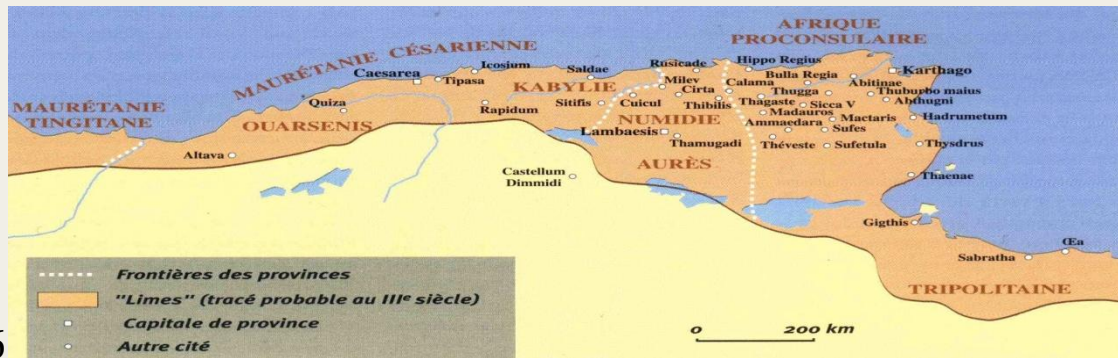 AFRIQUE
PROCONSULAIRE
MAURÉTANIE CÉSARIENNE
Icosium
Caesarea
Tipasa
Saldae
Rusicade
Hippo Regius
Karthago
Bulla Regia
Abitinae
MAURÉTANIE
TINGITANE
Quiza
OUARSENIS
Rapidum
KABYLIE
Milev
Calama
Sitifis
Cuicul
Cirta
Thugga
Thuburbo maius
Thibilis
Thagaste
Sicca V
Abthugni
NUMIDIE
Madauros
Mactaris
Hadrumetum
Lambaesis
Ammaedara
Sufes
Altava
Thamugadi
Théveste
Sufetula
Thysdrus
AURÈS
Castellum
Dimmidi
Thaenae
Gigthis
Œa
Sabratha
TRIPOLITAINE
Frontières des provinces
"Limes" (tracé probable au IIIe siècle)
Capitale de province
Autre cité
0 200 km